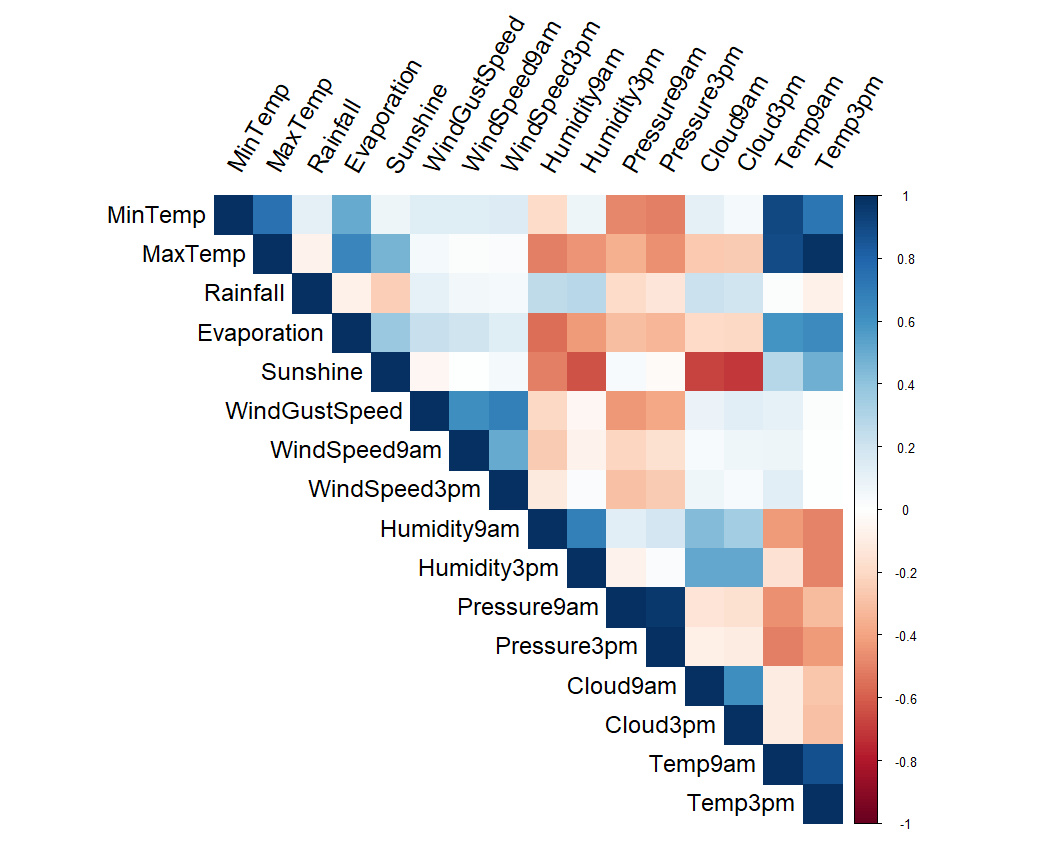 MinTemp
MaxTemp
Rainfall
Evaporation
Sunshine
WindGustSpeed
WindSpeed9am
WindSpeed3pm
Humidity9am
Humidity3pm
Pressure9am
Pressure3pm
Cloud9am
Cloud3pm
Temp9am
Temp3pm
MinTemp
MaxTemp
Rainfall
Evaporation
Sunshine
WindGustSpeed
WindSpeed9am
WindSpeed3pm
Humidity9am
Humidity3pm
Pressure9am
Pressure3pm
Cloud9am
Cloud3pm
Temp9am
Temp3pm
1
0.8
0.6
0.4
0.2
0
-0.2
-0.4
-0.6
-0.8
-1